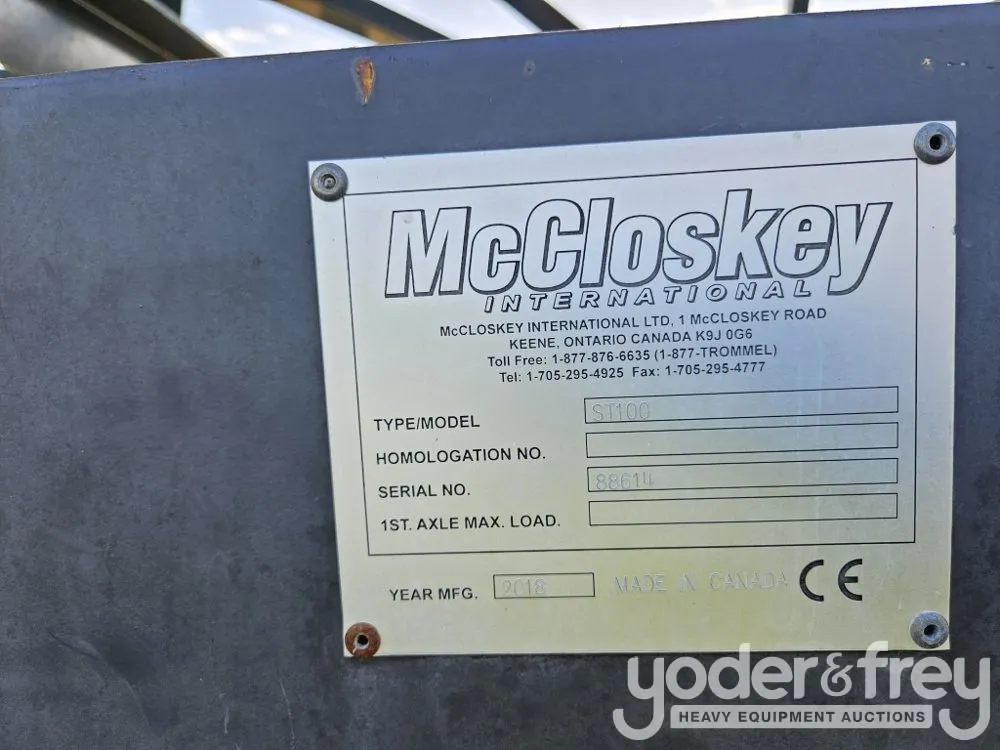 McCloskey
INTERNATIONAL
McCLOSKEY INTERNATIONAL LTD, 1 McCLOSKEY ROAD
KEENE, ONTARIO CANADA K9J 0G6
Toll Free: 1-877-876-6635 (1-877-TROMMEL)
Tel: 1-705-295-4925 Fax: 1-705-295-4777
TYPE/MODEL ST100
HOMOLOGATION NO.
SERIAL NO.
1ST. AXLE MAX. LOAD.
YEAR MFG. 2018 MADE IN CANADA CE
yoder&frey
HEAVY EQUIPMENT AUCTIONS